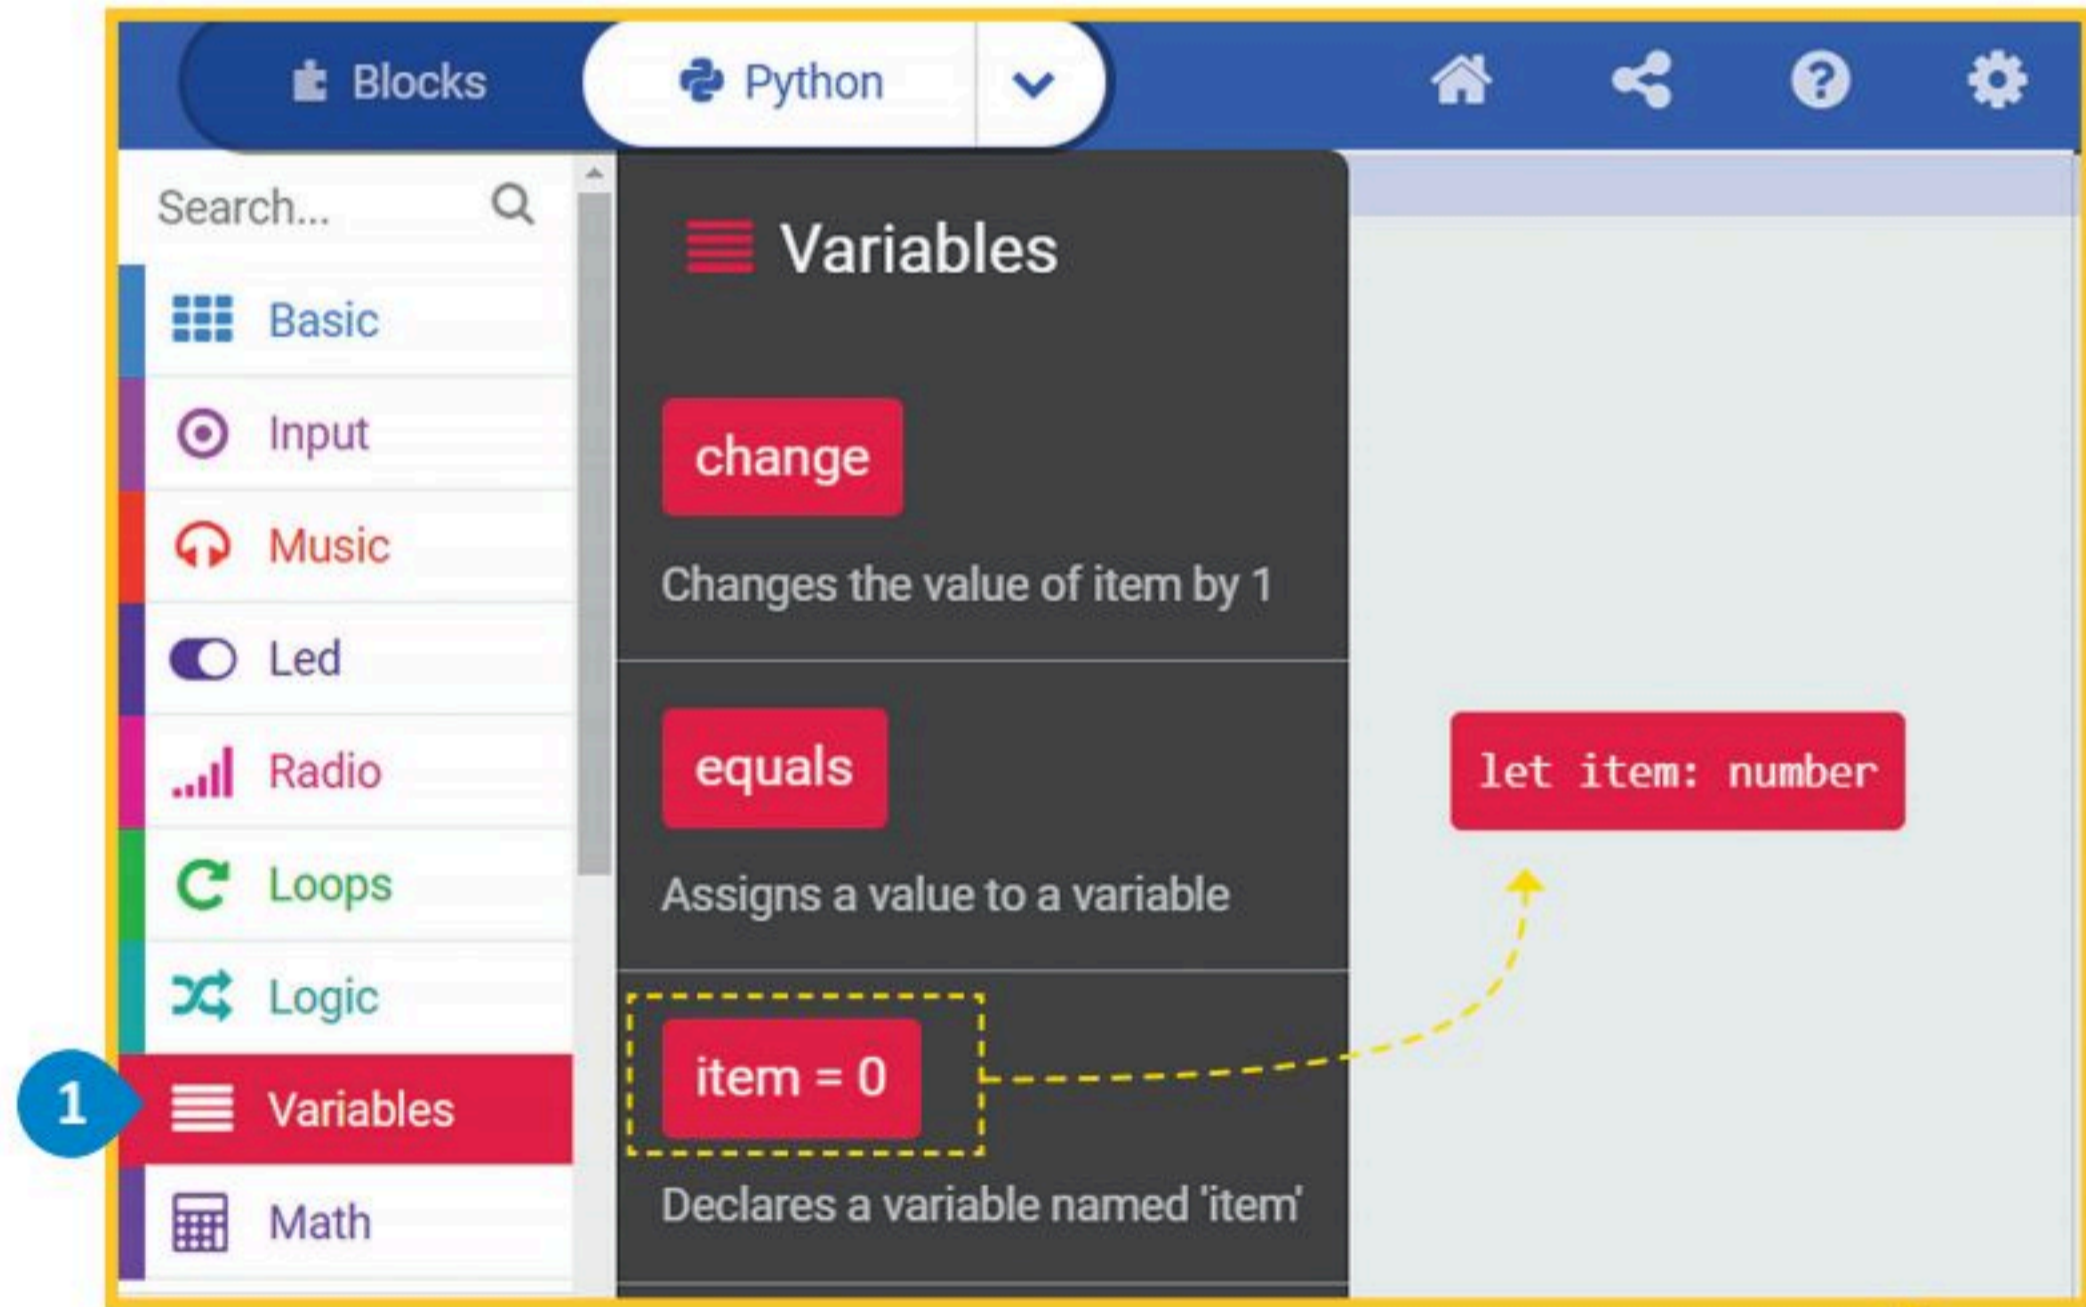 Blocks
Python
Search...
Basic
Input
Music
Led
Radio
Loops
Logic
1
Variables
Math
Variables
change
Changes the value of item by 1
equals
Assigns a value to a variable
item = 0
Declares a variable named 'item'
let item: number